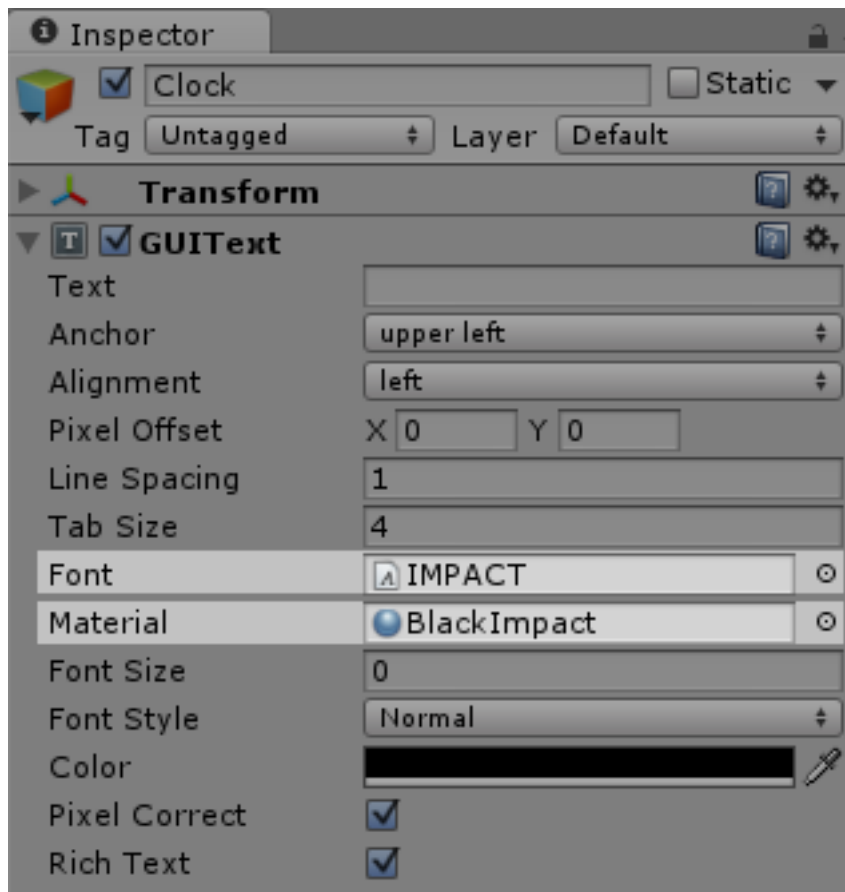 Inspector
Clock Static
Tag Untagged Layer Default
Transform
GUIText
Text
Anchor upper left
Alignment left
Pixel Offset X 0 Y 0
Line Spacing 1
Tab Size 4
Font IMPACT
Material BlackImpact
Font Size 0
Font Style Normal
Color
Pixel Correct
Rich Text